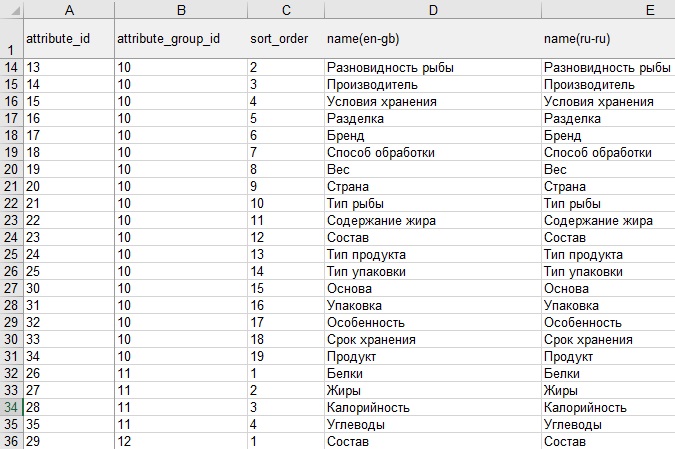 A B C D E
1 attribute_id attribute_group_id sort_order name(en-gb) name(ru-ru)
14 13 10 2 Разновидность рыбы Разновидность рыбы
15 14 10 3 Производитель Производитель
16 15 10 4 Условия хранения Условия хранения
17 16 10 5 Разделка Разделка
18 17 10 6 Бренд Бренд
19 18 10 7 Способ обработки Способ обработки
20 19 10 8 Вес Вес
21 20 10 9 Страна Страна
22 21 10 10 Тип рыбы Тип рыбы
23 22 10 11 Содержание жира Содержание жира
24 23 10 12 Состав Состав
25 24 10 13 Тип продукта Тип продукта
26 25 10 14 Тип упаковки Тип упаковки
27 30 10 15 Основа Основа
28 31 10 16 Упаковка Упаковка
29 32 10 17 Особенность Особенность
30 33 10 18 Срок хранения Срок хранения
31 34 10 19 Продукт Продукт
32 26 11 1 Белки Белки
33 27 11 2 Жиры Жиры
34 28 11 3 Калорийность Калорийность
35 35 11 4 Углеводы Углеводы
36 29 12 1 Состав Состав